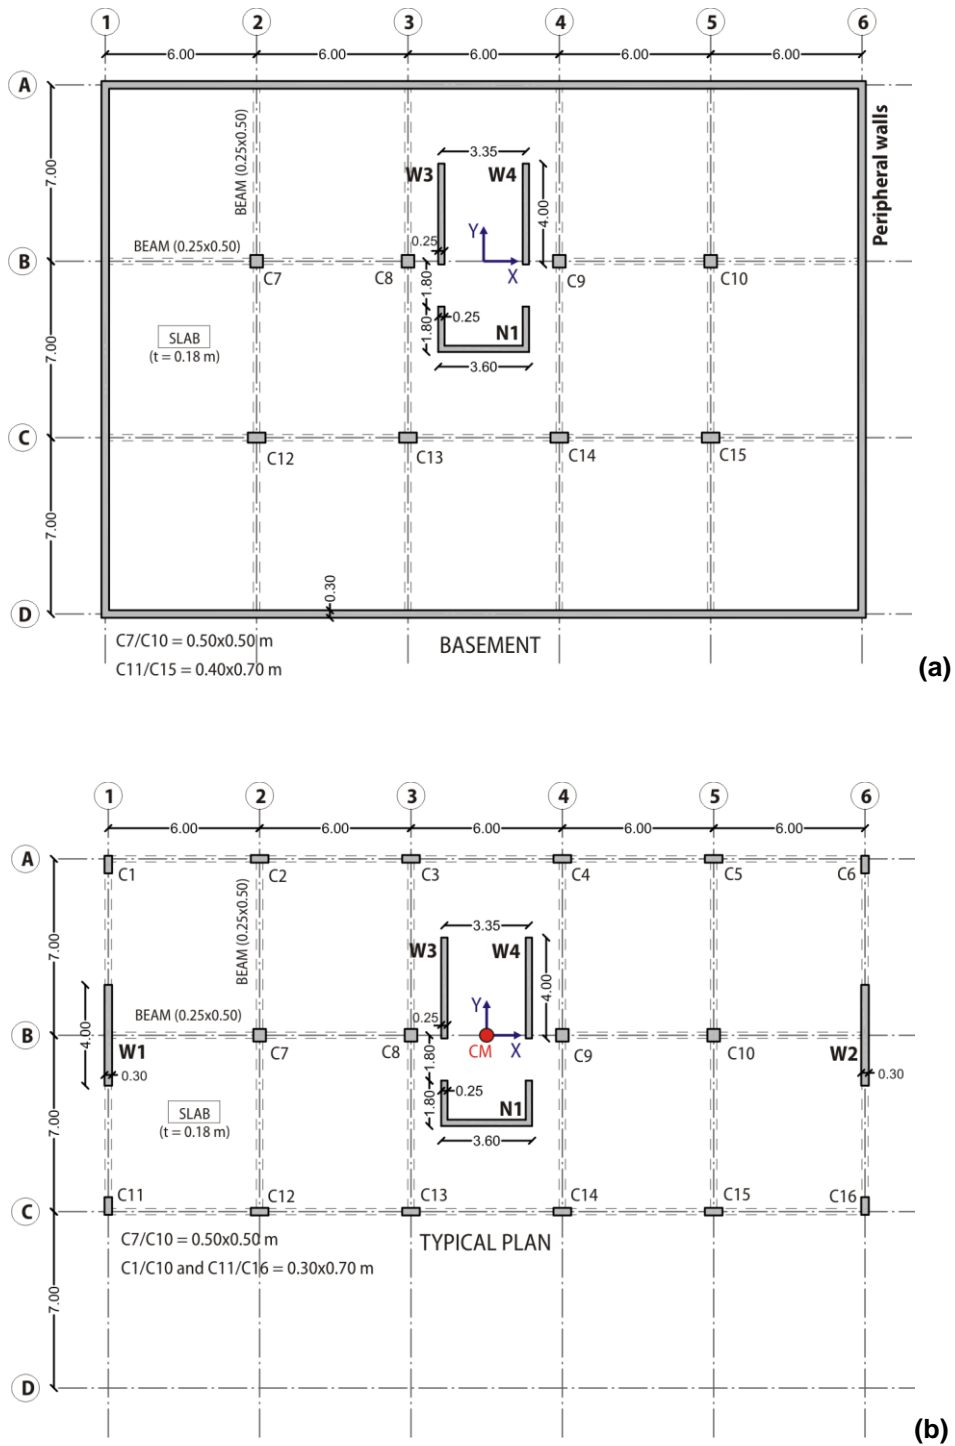 1 2 3 4 5 6
6.00 6.00 6.00 6.00 6.00
A
7.00
BEAM (0.25x0.50)
3.35
W3 W4
4.00
Peripheral walls
0.25
Y
BEAM (0.25x0.50)
B
C7 C8 X C9 C10
1.80
1.80
0.25
N1
SLAB
(t = 0.18 m)
7.00
3.60
C
C12 C13 C14 C15
7.00
0.30
D
C7/C10 = 0.50x0.50 m
BASEMENT
C11/C15 = 0.40x0.70 m
(a)
1 2 3 4 5 6
6.00 6.00 6.00 6.00 6.00
A
C1 C2 C3 C4 C5 C6
7.00
BEAM (0.25x0.50)
3.35
W3 W4
4.00
4.00
0.25
Y
BEAM (0.25x0.50)
B
W1 C7 C8 CM X C9 C10 W2
0.30
0.30
1.80
1.80
0.25
N1
SLAB
(t = 0.18 m)
7.00
3.60
C11 C12 C13 C14 C15 C16
C
C7/C10 = 0.50x0.50 m
TYPICAL PLAN
C1/C10 and C11/C16 = 0.30x0.70 m
7.00
D
(b)